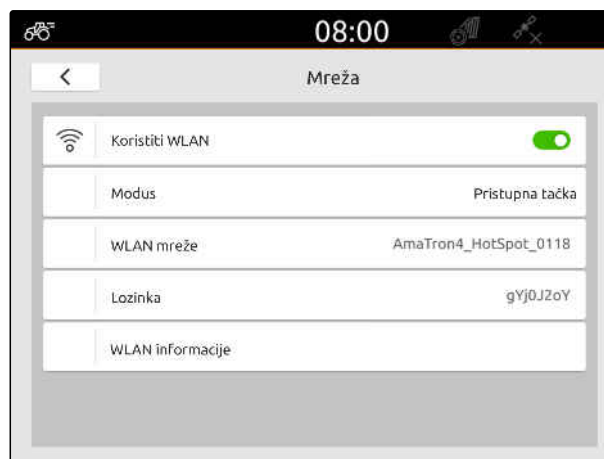 08:00
Mreža
Koristiti WLAN
Modus Pristupna tačka
WLAN mreže AmaTron4_HotSpot_0118
Lozinka gYj0J2oY
WLAN informacije